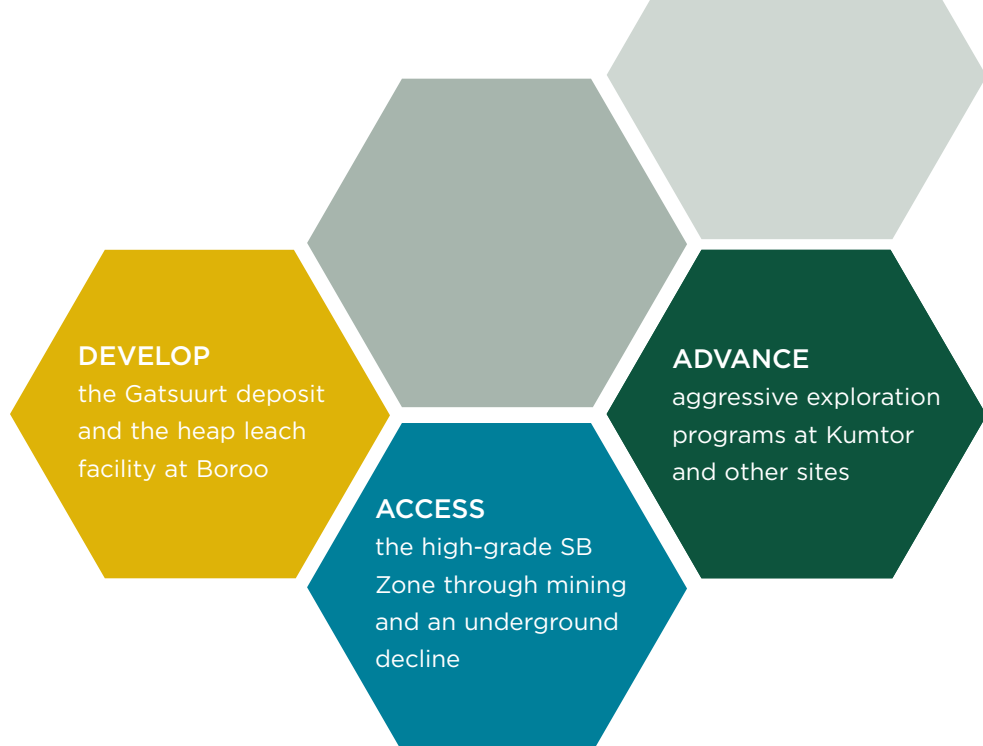 DEVELOP
the Gatsuurt deposit
and the heap leach
facility at Boroo
ACCESS
the high-grade SB
Zone through mining
and an underground
decline
ADVANCE
aggressive exploration
programs at Kumtor
and other sites